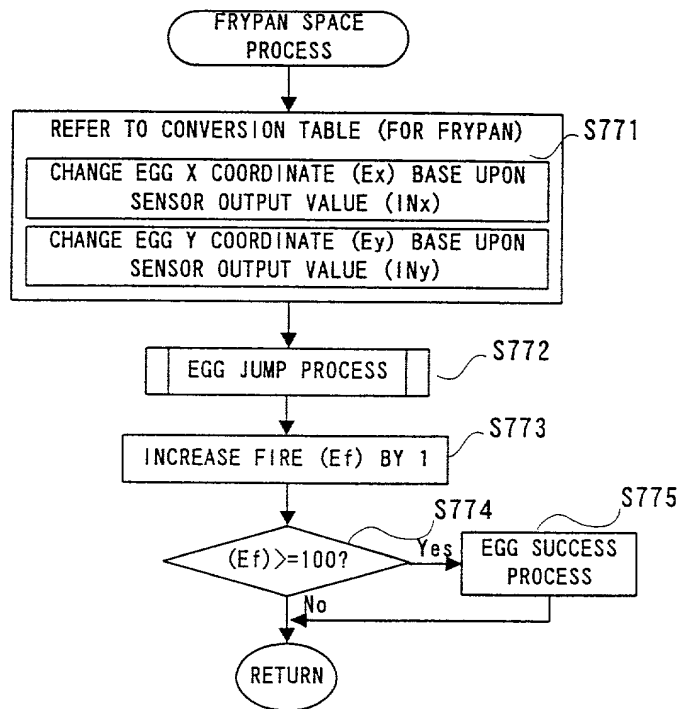 FRYPAN SPACE
PROCESS
REFER TO CONVERSION TABLE (FOR FRYPAN)
S771
CHANGE EGG X COORDINATE (Ex) BASE UPON
SENSOR OUTPUT VALUE (INx)
CHANGE EGG Y COORDINATE (Ey) BASE UPON
SENSOR OUTPUT VALUE (INy)
EGG JUMP PROCESS
S772
INCREASE FIRE (Ef) BY 1
S773
(Ef)>=100?
S774
Yes
EGG SUCCESS
PROCESS
S775
No
RETURN